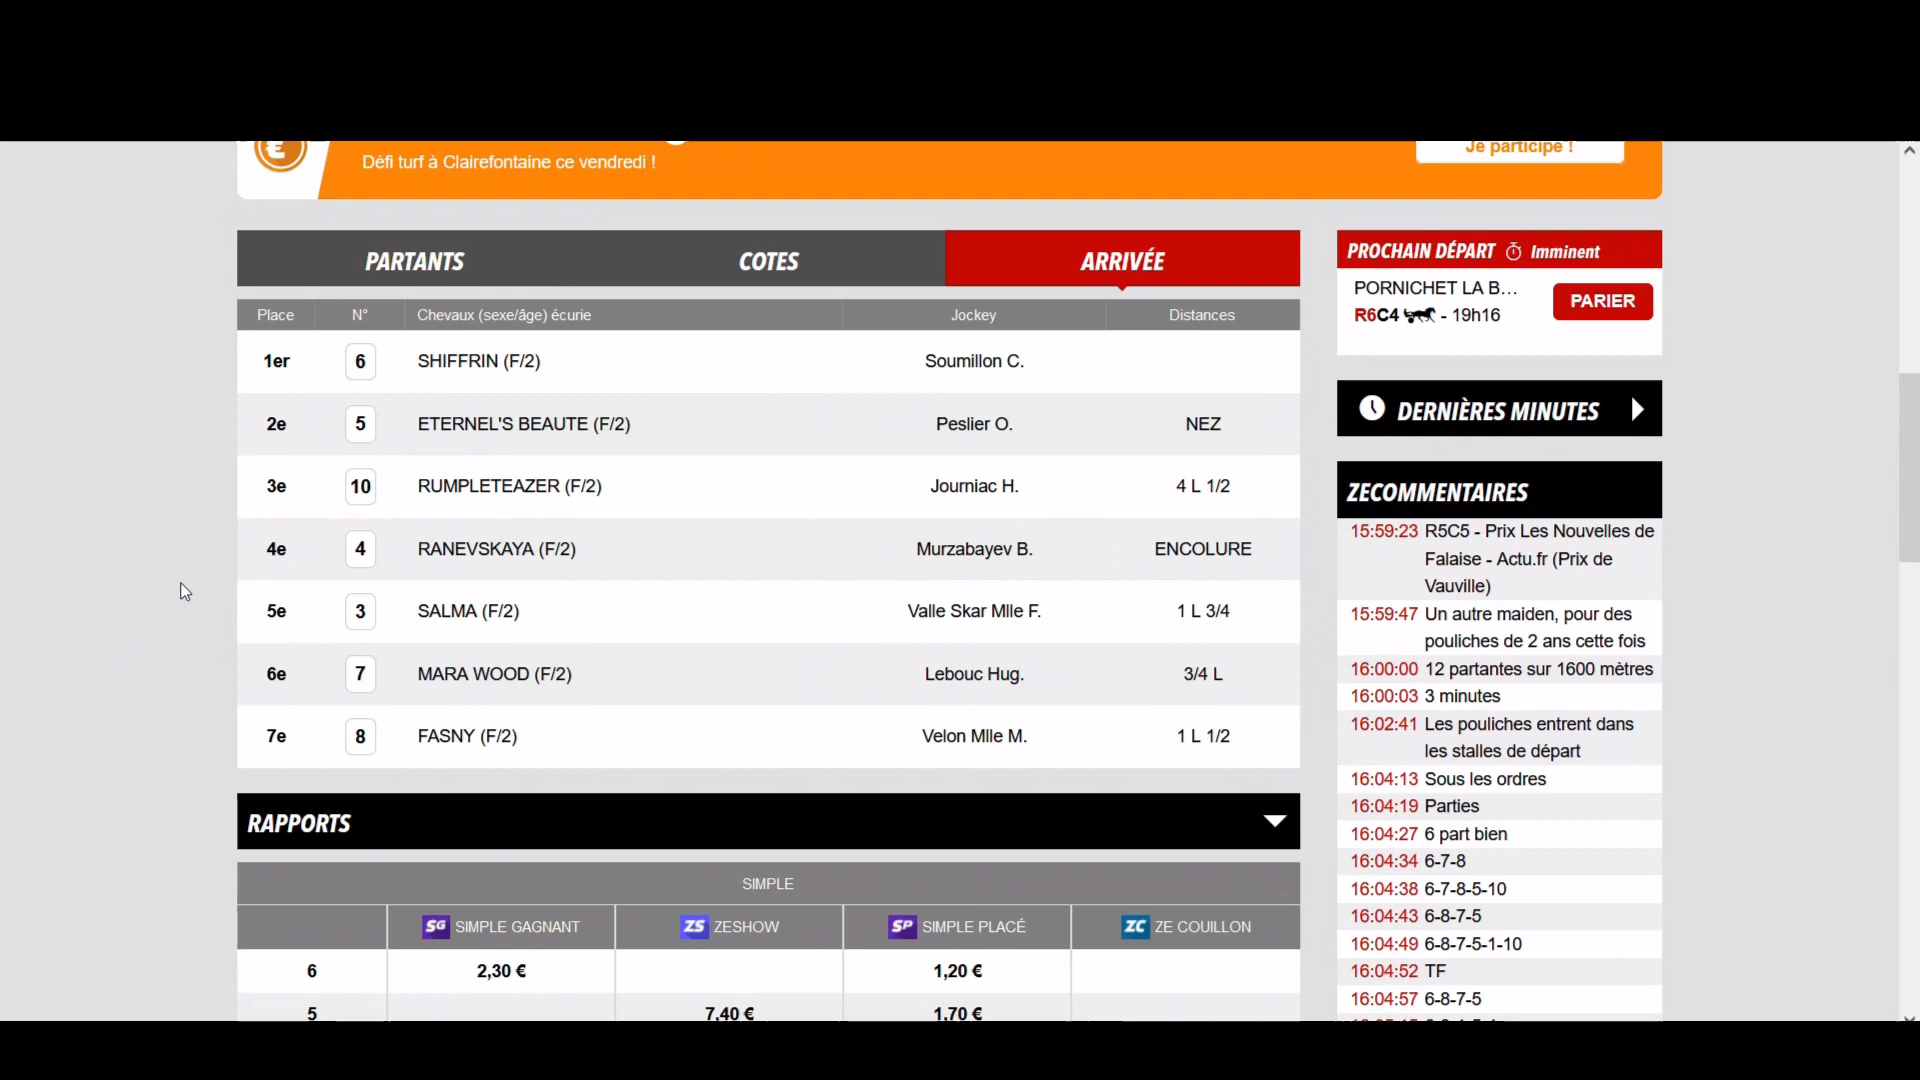 Défi turf à Clairefontaine ce vendredi !
Je participe !
PARTANTS COTES ARRIVÉE
Place N° Chevaux (sexe/âge) écurie Jockey Distances
1er 6 SHIFFRIN (F/2) Soumillon C.
2e 5 ETERNEL'S BEAUTE (F/2) Peslier O. NEZ
3e 10 RUMPLETEAZER (F/2) Journiac H. 4 L 1/2
4e 4 RANEVSKAYA (F/2) Murzabayev B. ENCOLURE
5e 3 SALMA (F/2) Valle Skar Mlle F. 1 L 3/4
6e 7 MARA WOOD (F/2) Lebouc Hug. 3/4 L
7e 8 FASNY (F/2) Velon Mlle M. 1 L 1/2
RAPPORTS
SIMPLE
SG SIMPLE GAGNANT ZS ZESHOW SP SIMPLE PLACÉ ZC ZE COUILLON
6 2,30 € 1,20 €
5 7,40 € 1,70 €
PROCHAIN DÉPART Imminent
PORNICHET LA B...
R6C4 - 19h16
PARIER
DERNIÈRES MINUTES
ZECOMMENTAIRES
15:59:23 R5C5 - Prix Les Nouvelles de
Falaise - Actu.fr (Prix de
Vauville)
15:59:47 Un autre maiden, pour des
pouliches de 2 ans cette fois
16:00:00 12 partantes sur 1600 mètres
16:00:03 3 minutes
16:02:41 Les pouliches entrent dans
les stalles de départ
16:04:13 Sous les ordres
16:04:19 Parties
16:04:27 6 part bien
16:04:34 6-7-8
16:04:38 6-7-8-5-10
16:04:43 6-8-7-5
16:04:49 6-8-7-5-1-10
16:04:52 TF
16:04:57 6-8-7-5